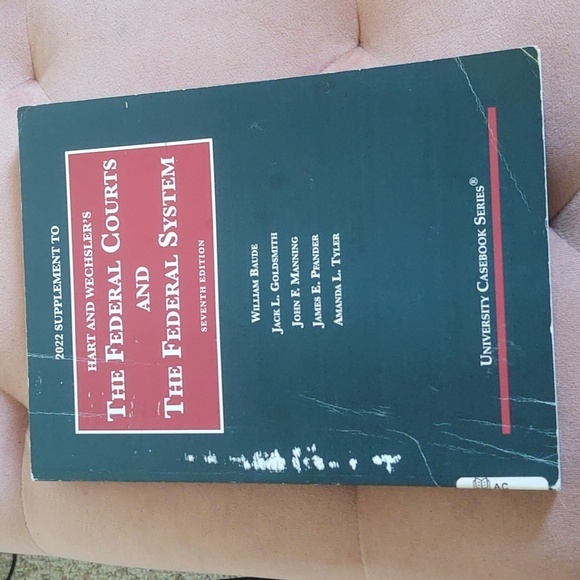 2022 SUPPLEMENT TO
HART AND WECHSLER'S
THE FEDERAL COURTS
AND
THE FEDERAL SYSTEM
SEVENTH EDITION
WILLIAM BAUDE
JACK L. GOLDSMITH
JOHN F. MANNING
JAMES E. PFANDER
AMANDA L. TYLER
UNIVERSITY CASEBOOK SERIES®
AC